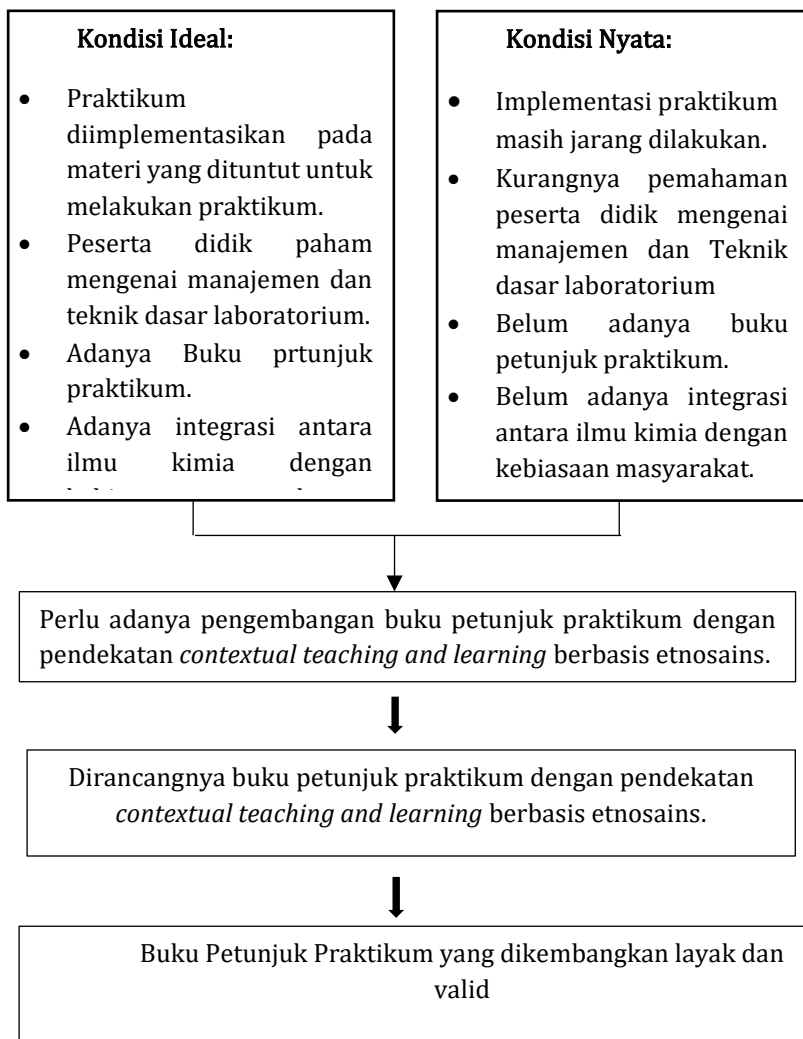 Kondisi Ideal:
• Praktikum
diimplementasikan pada
materi yang dituntut untuk
melakukan praktikum.
• Peserta didik paham
mengenai manajemen dan
teknik dasar laboratorium.
• Adanya Buku prtunjuk
praktikum.
• Adanya integrasi antara
ilmu kimia dengan
Kondisi Nyata:
• Implementasi praktikum
masih jarang dilakukan.
• Kurangnya pemahaman
peserta didik mengenai
manajemen dan Teknik
dasar laboratorium
• Belum adanya buku
petunjuk praktikum.
• Belum adanya integrasi
antara ilmu kimia dengan
kebiasaan masyarakat.
Perlu adanya pengembangan buku petunjuk praktikum dengan
pendekatan contextual teaching and learning berbasis etnosains.
Dirancangnya buku petunjuk praktikum dengan pendekatan
contextual teaching and learning berbasis etnosains.
Buku Petunjuk Praktikum yang dikembangkan layak dan
valid